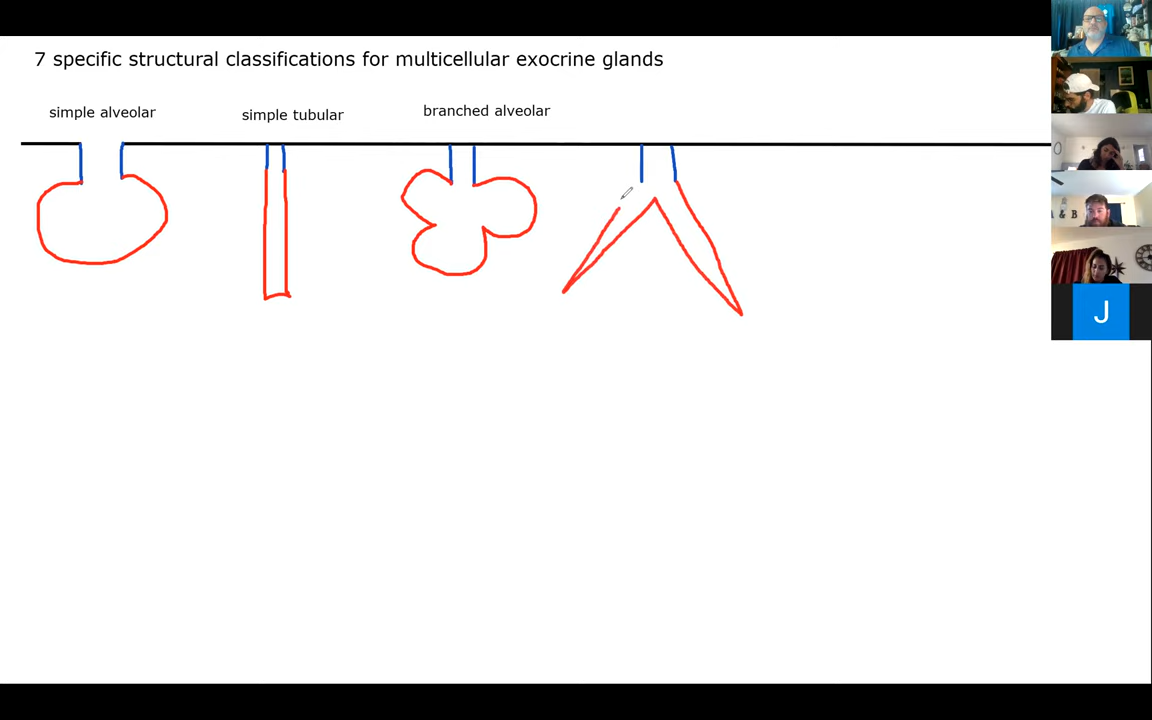 7 specific structural classifications for multicellular exocrine glands
simple alveolar
simple tubular
branched alveolar
& B
J